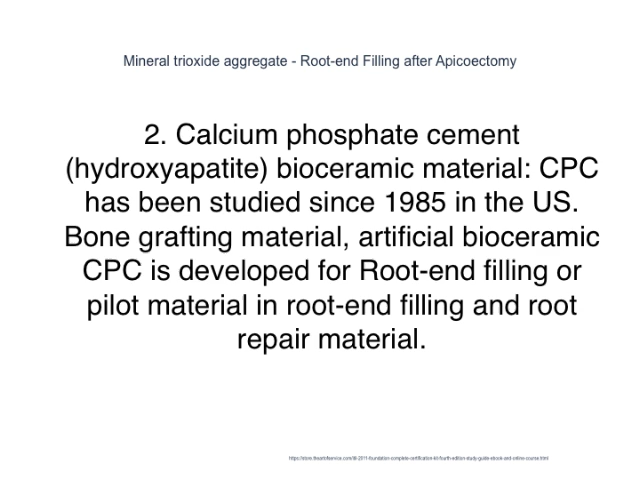 Mineral trioxide aggregate - Root-end Filling after Apicoectomy
2. Calcium phosphate cement
(hydroxyapatite) bioceramic material: CPC
has been studied since 1985 in the US.
Bone grafting material, artificial bioceramic
CPC is developed for Root-end filling or
pilot material in root-end filling and root
repair material.